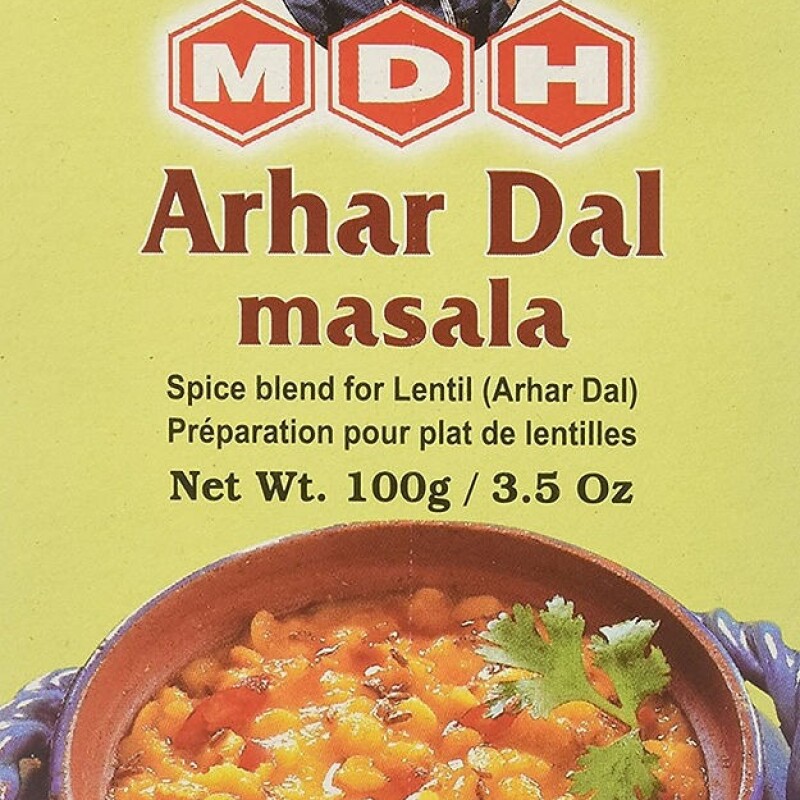 MDH
Arhar Dal
masala
Spice blend for Lentil (Arhar Dal)
Préparation pour plat de lentilles
Net Wt. 100g / 3.5 Oz